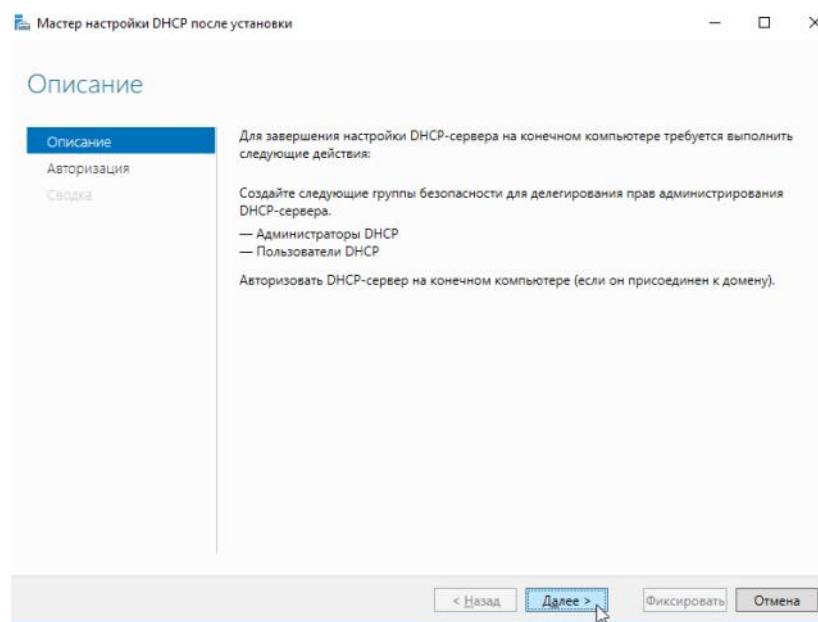 Мастер настройки DHCP после установки
Описание
Описание
Авторизация
Сводка
Для завершения настройки DHCP-сервера на конечном компьютере требуется выполнить
следующие действия:
Создайте следующие группы безопасности для делегирования прав администрирования
DHCP-сервера.
— Администраторы DHCP
— Пользователи DHCP
Авторизовать DHCP-сервер на конечном компьютере (если он присоединен к домену).
< Назад Далее > Фиксировать Отмена